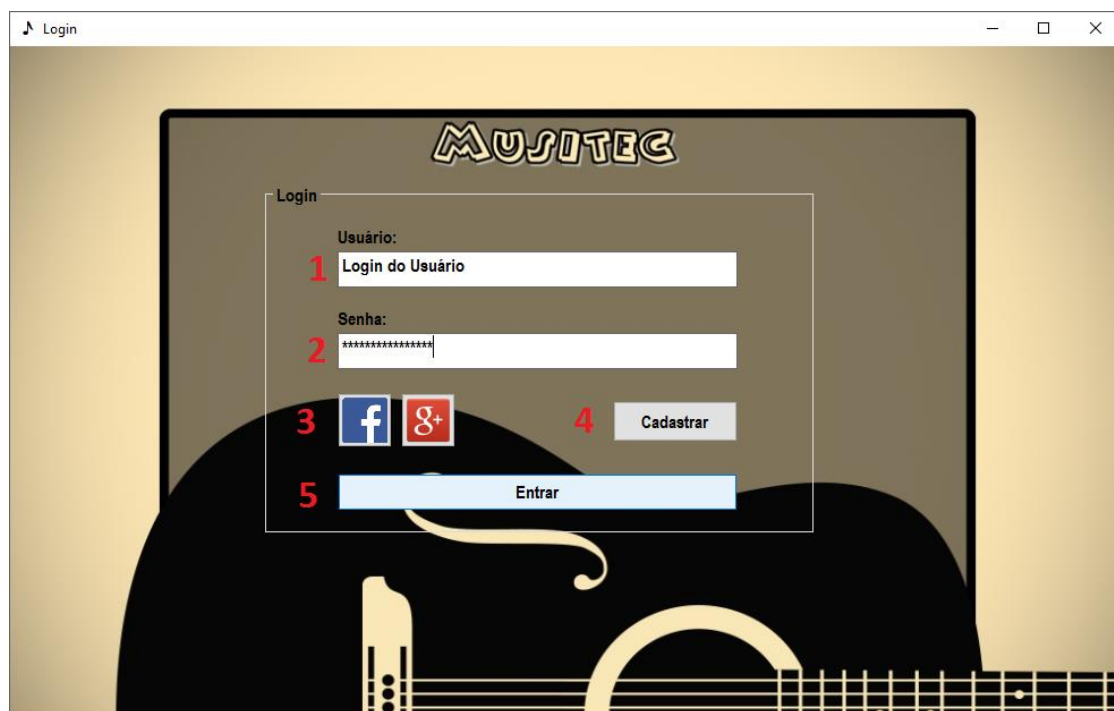 Login
MUSITEC
Login
Usuário:
1 Login do Usuário
Senha:
2 ****************
3 f g+ 4 Cadastrar
5 Entrar